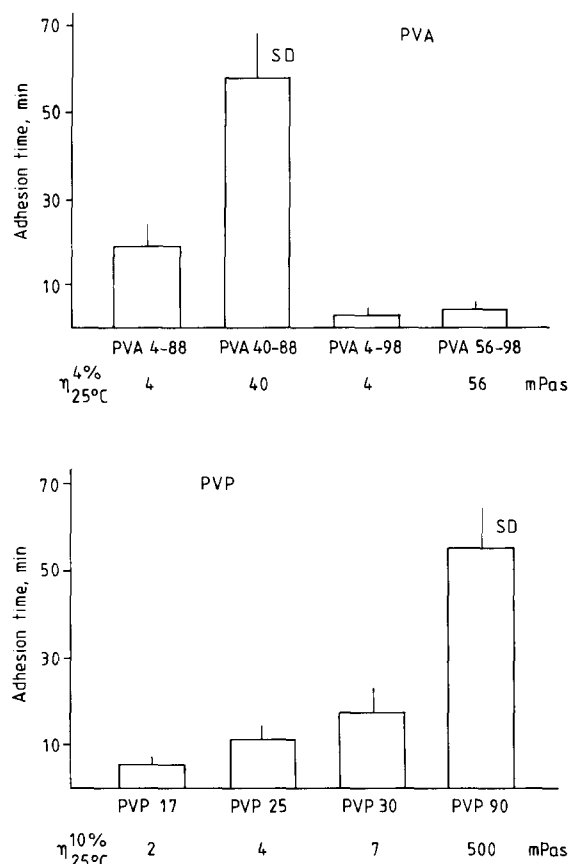 PVA
SD
Adhesion time, min
70
50
30
10
PVA 4-88 PVA 40-88 PVA 4-98 PVA 56-98
η 4% 25°C 4 40 4 56 mPas
PVP
SD
Adhesion time, min
70
50
30
10
PVP 17 PVP 25 PVP 30 PVP 90
η 10% 25°C 2 4 7 500 mPas